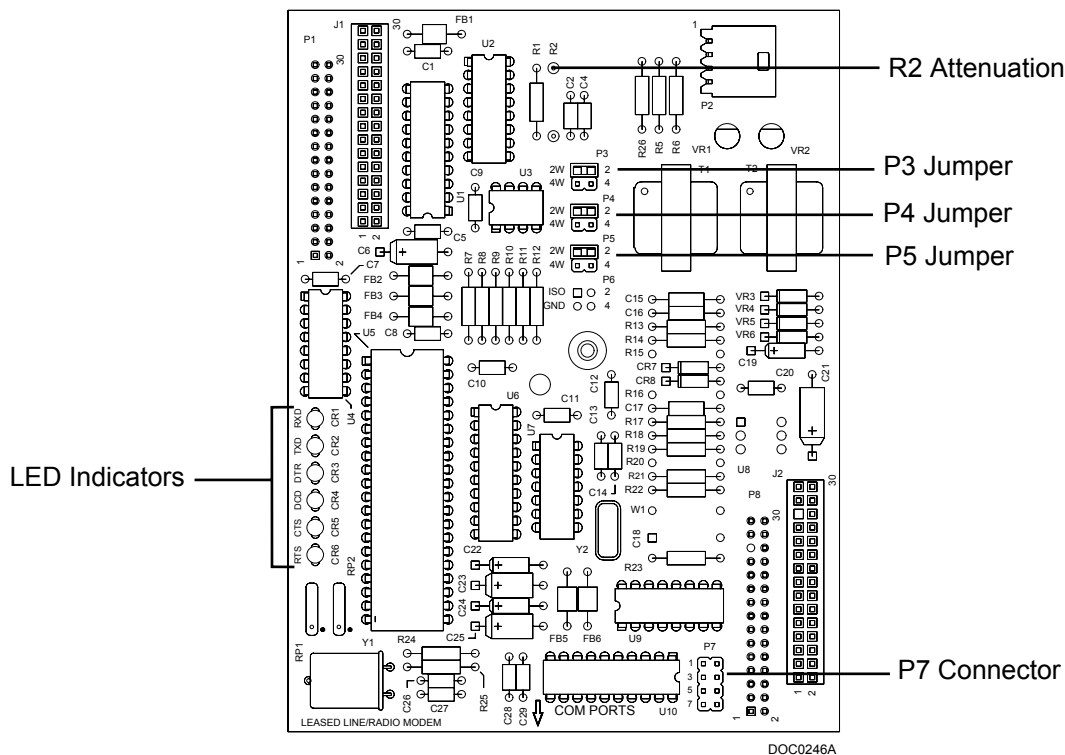 P1
J1
30
30
FB1
C1
U2
R1
R2
C2
C4
1
P2
R2 Attenuation
R26
R5
R6
VR1
VR2
T1
T2
P3
2W 2
4W 4
P3 Jumper
C9
U3
U1
P4
2W 2
4W 4
P4 Jumper
P5
2W 2
4W 4
P5 Jumper
1 2
1 2
C5
C6
C7
FB2
FB3
FB4
C8
U5
R7
R8
R9
R10
R11
R12
P6
ISO 2
GND 4
C15
C16
R13
R14
R15
CR7
CR8
R16
C17
R17
R18
R19
R20
R21
R22
W1
C18
R23
VR3
VR4
VR5
VR6
C19
C20
C21
U8
J2
30
P8
30
C10
C11
C12
C13
C14
U6
U7
U4
LED Indicators
RXD CR1
TXD CR2
DTR CR3
DCD CR4
CTS CR5
RTS CR6
RP2
RP1
Y1
C22
C23
C24
C25
Y2
FB5
FB6
U9
R24
R25
C26
C27
C28
C29
COM PORTS
U10
P7
1
3
5
7
P7 Connector
1 2
1 2
LEASED LINE/RADIO MODEM
DOC0246A